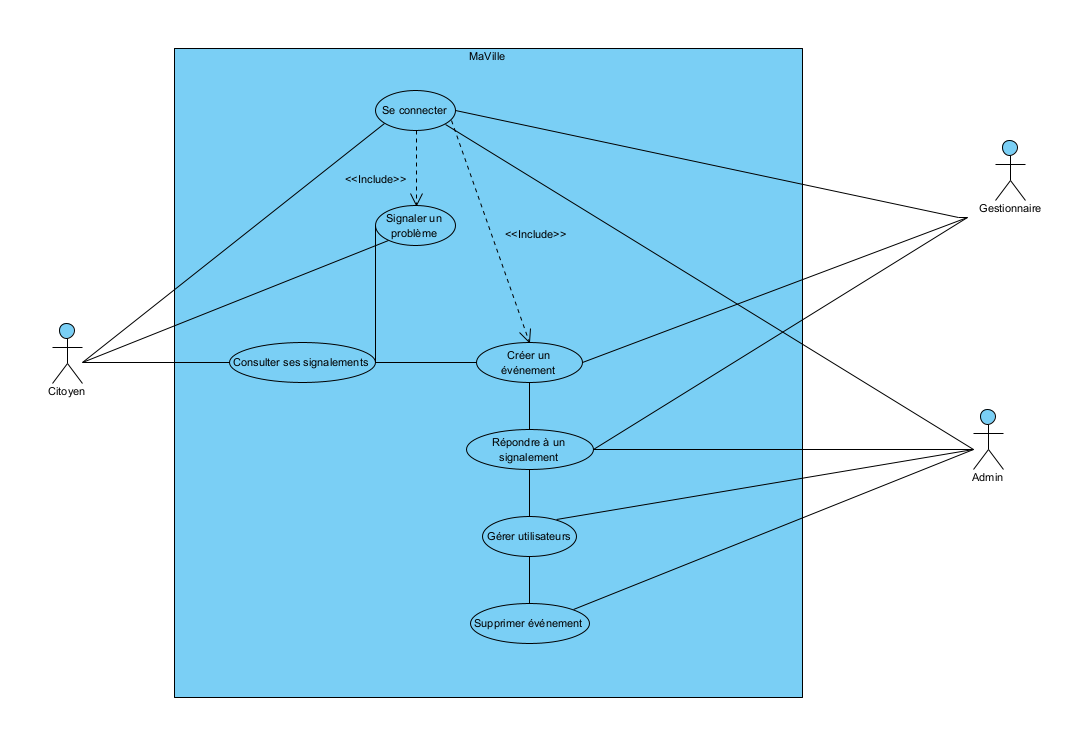 MaVille
Se connecter
<<Include>>
Signaler un
problème
<<Include>>
Gestionnaire
Citoyen
Consulter ses signalements
Créer un
événement
Répondre à un
signalement
Admin
Gérer utilisateurs
Supprimer événement